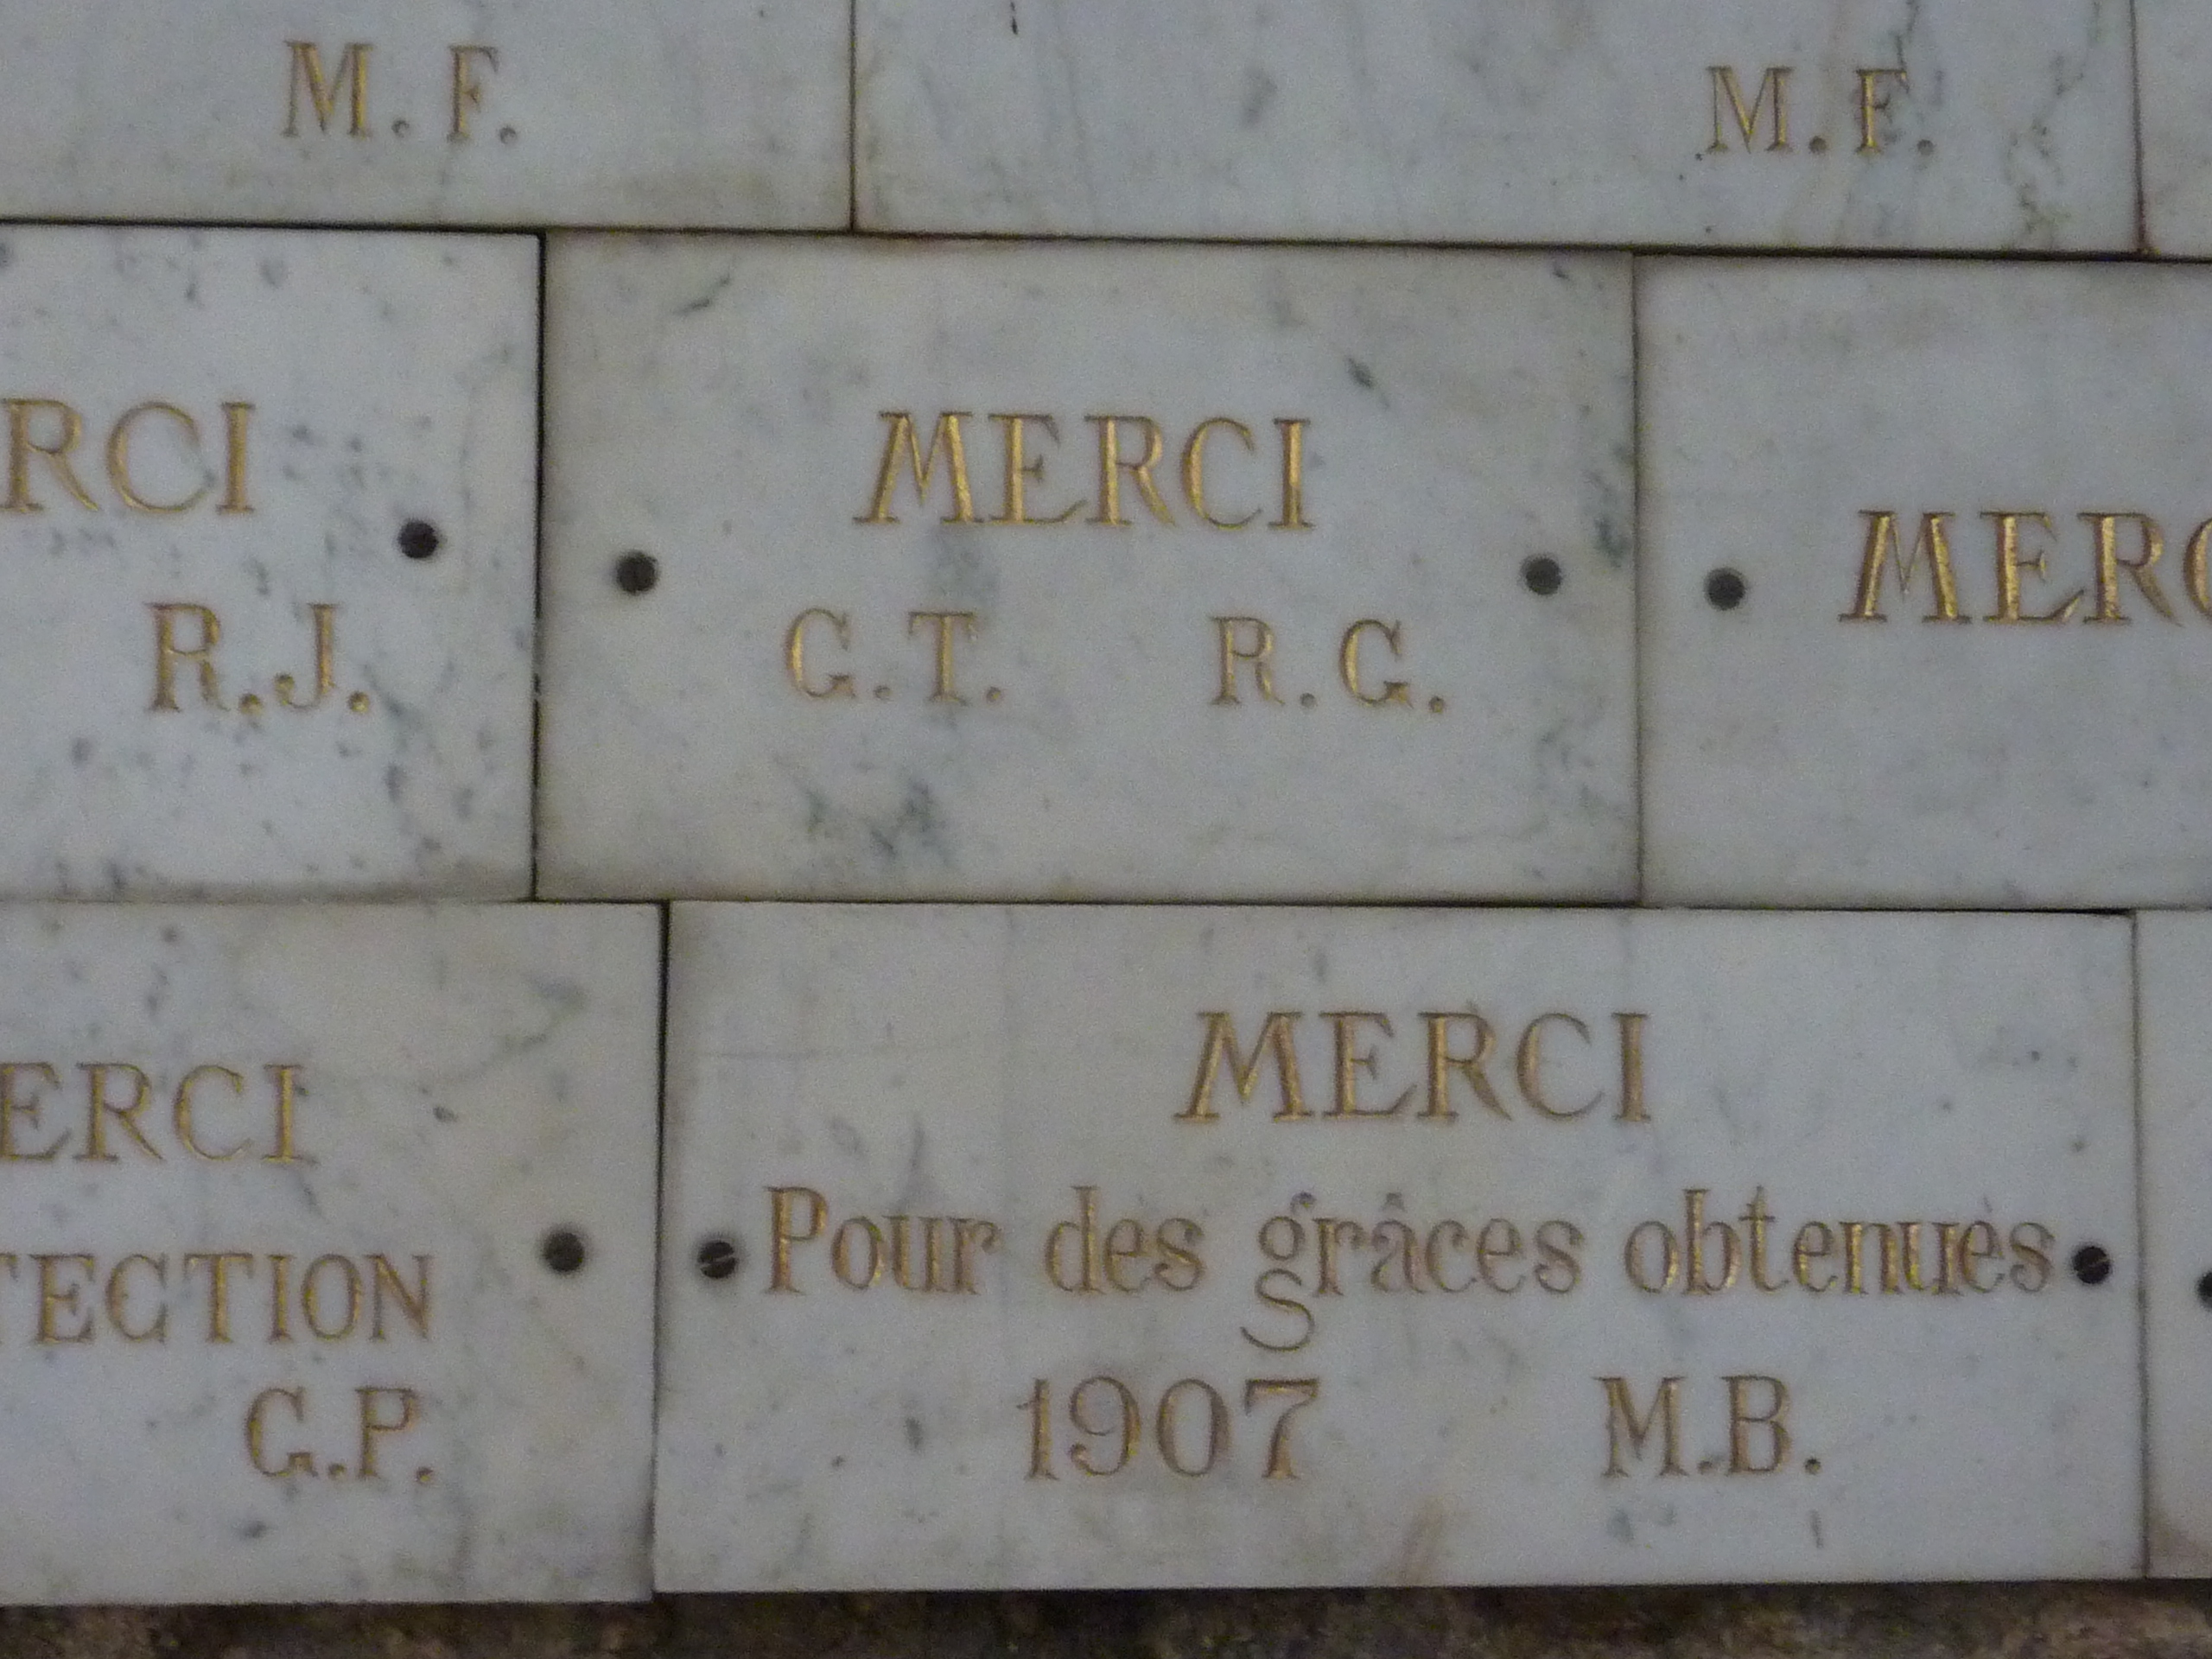 M. F.
M. F.
RCI
R.J.
MERCI
G.T. R.G.
MERC
ERCI
TECTION
G.P.
MERCI
Pour des grâces obtenues
1907 M.B.